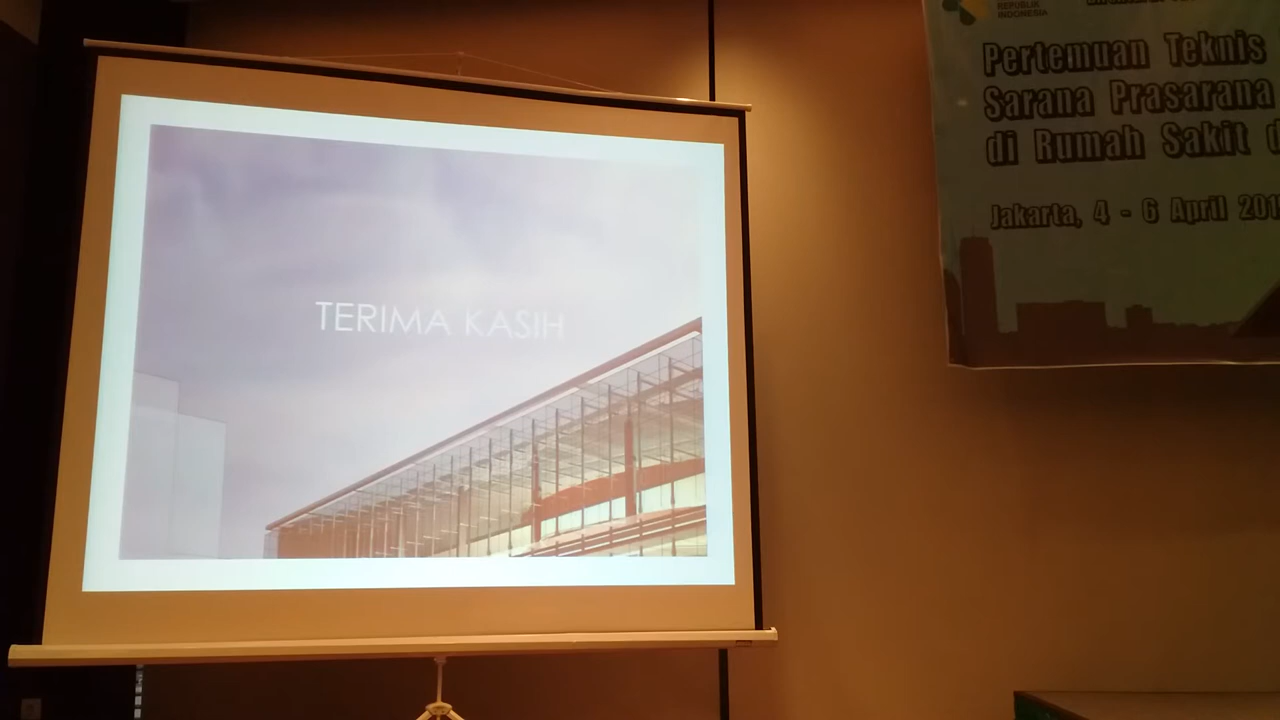 TERIMA KASIH
REPUBLIK
INDONESIA
Pertemuan Teknis
Sarana Prasarana
di Rumah Sakit
Jakarta, 4 - 6 April